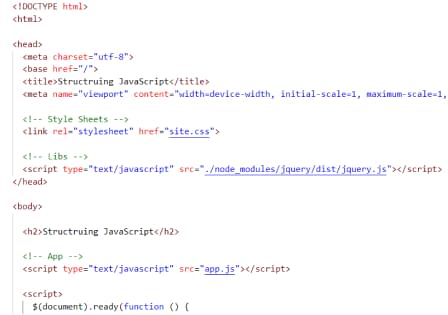 <!DOCTYPE html>
<html>
<head>
<meta charset="utf-8">
<base href="/">
<title>Structruing JavaScript</title>
<meta name="viewport" content="width=device-width, initial-scale=1, maximum-scale=1,
<!-- Style Sheets -->
<link rel="stylesheet" href="site.css">
<!-- Libs -->
<script type="text/javascript" src="./node_modules/jquery/dist/jquery.js"></script>
</head>
<body>
<h2>Structruing JavaScript</h2>
<!-- App -->
<script type="text/javascript" src="app.js"></script>
<script>
$(document).ready(function () {